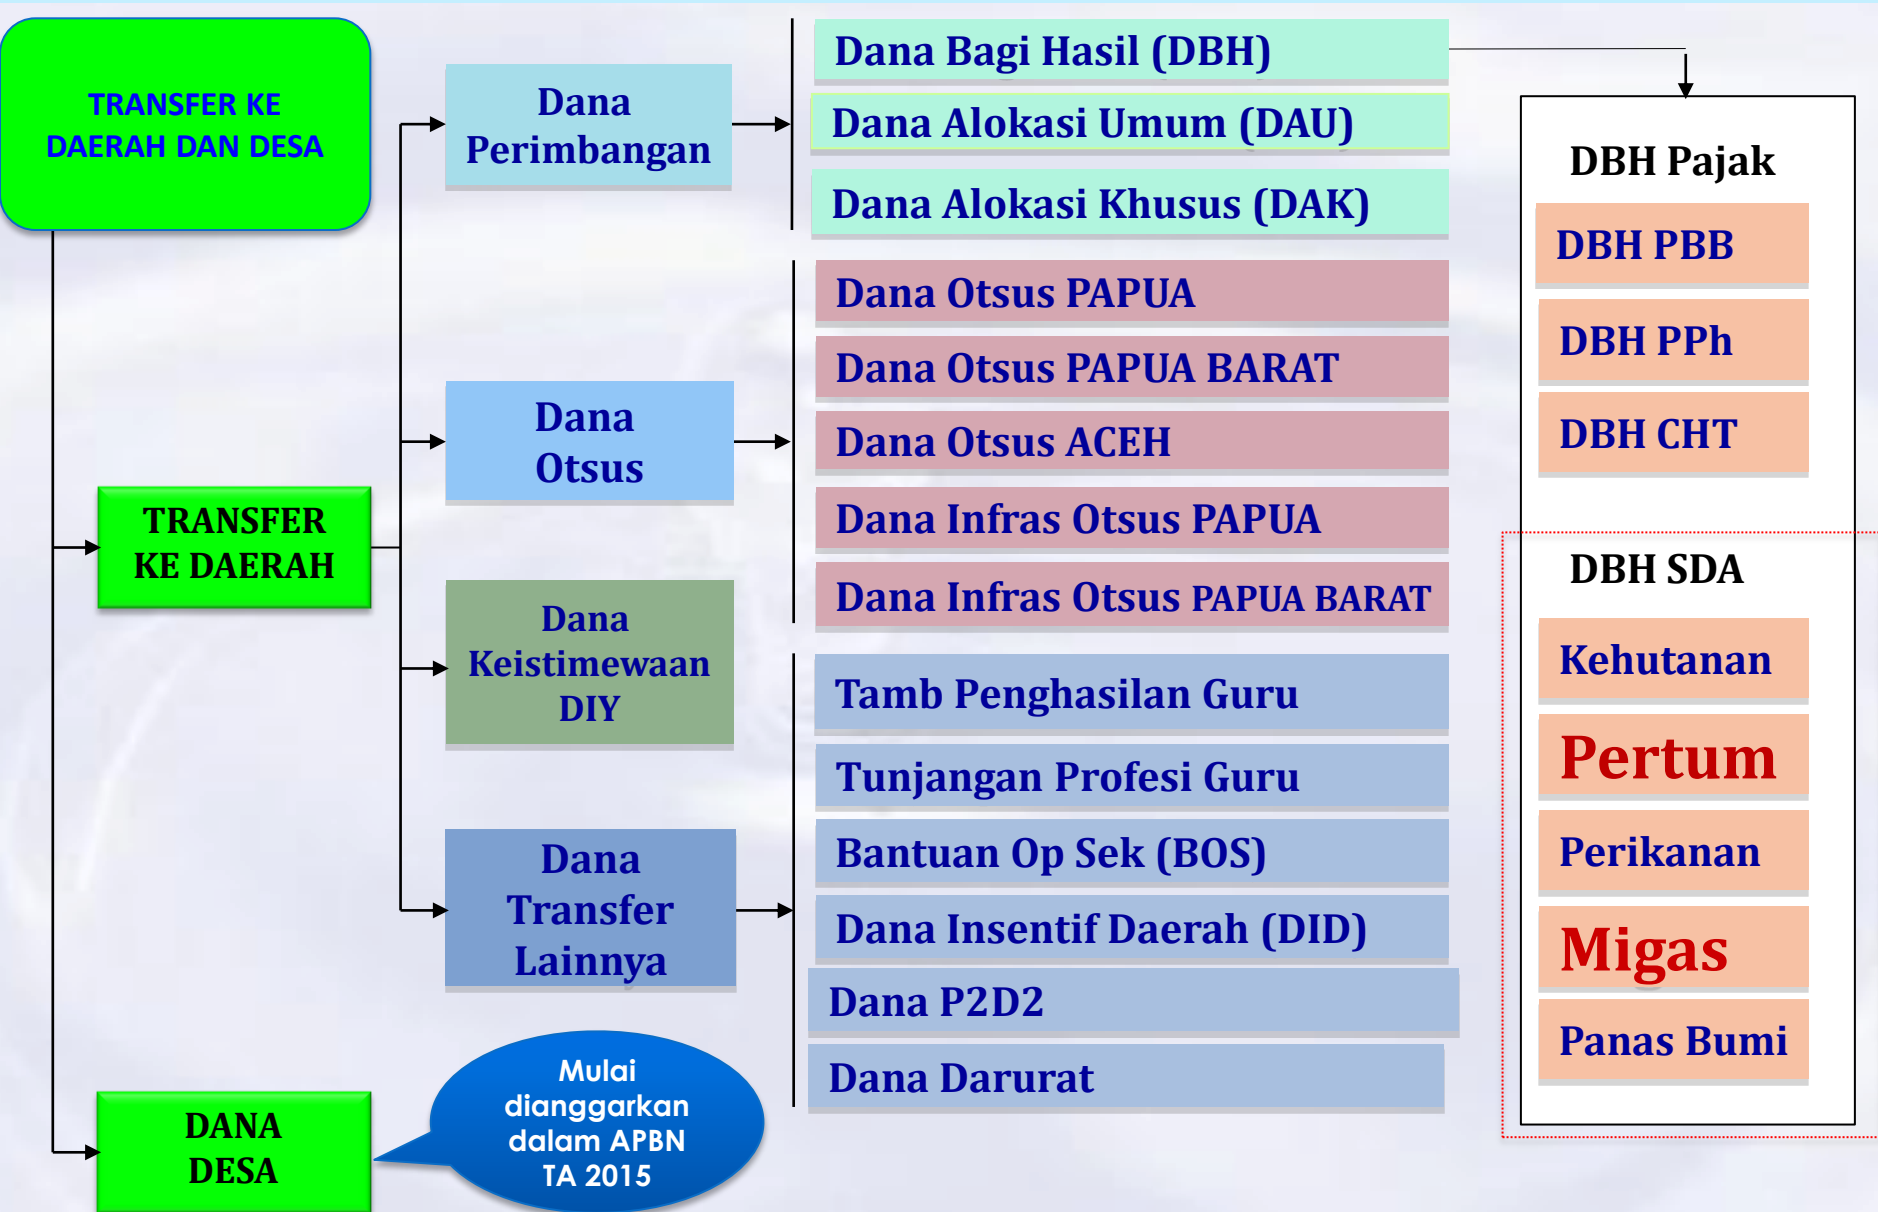 TRANSFER KE
DAERAH DAN DESA
TRANSFER
KE DAERAH
DANA
DESA
Mulai
dianggarkan
dalam APBN
TA 2015
Dana
Perimbangan
Dana
Otsus
Dana
Keistimewaan
DIY
Dana
Transfer
Lainnya
Dana Bagi Hasil (DBH)
Dana Alokasi Umum (DAU)
Dana Alokasi Khusus (DAK)
Dana Otsus PAPUA
Dana Otsus PAPUA BARAT
Dana Otsus ACEH
Dana Infras Otsus PAPUA
Dana Infras Otsus PAPUA BARAT
Tamb Penghasilan Guru
Tunjangan Profesi Guru
Bantuan Op Sek (BOS)
Dana Insentif Daerah (DID)
Dana P2D2
Dana Darurat
DBH Pajak
DBH PBB
DBH PPh
DBH CHT
DBH SDA
Kehutanan
Pertum
Perikanan
Migas
Panas Bumi